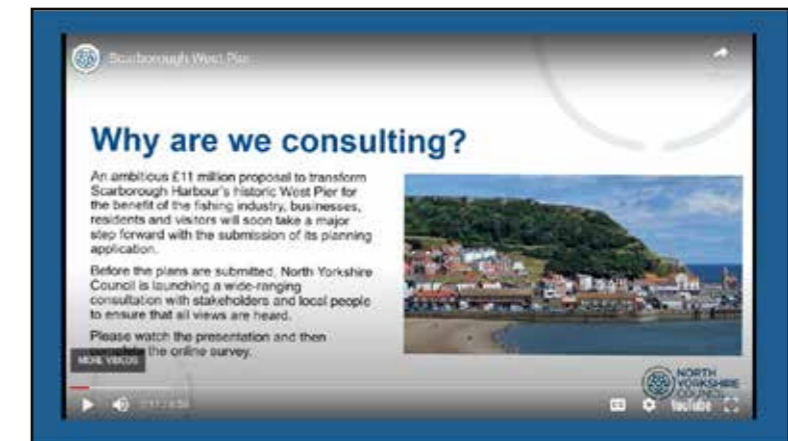 Scarborough West Pier
Why are we consulting?
An ambitious £11 million proposal to transform
Scarborough Harbour's historic West Pier for
the benefit of the fishing industry, businesses,
residents and visitors will soon take a major
step forward with the submission of its planning
application.
Before the plans are submitted, North Yorkshire
Council is launching a wide-ranging
consultation with stakeholders and local people
to ensure that all views are heard.
Please watch the presentation and then
complete the online survey.
MORE VIDEOS
NORTH
YORKSHIRE
COUNCIL
CC
YouTube